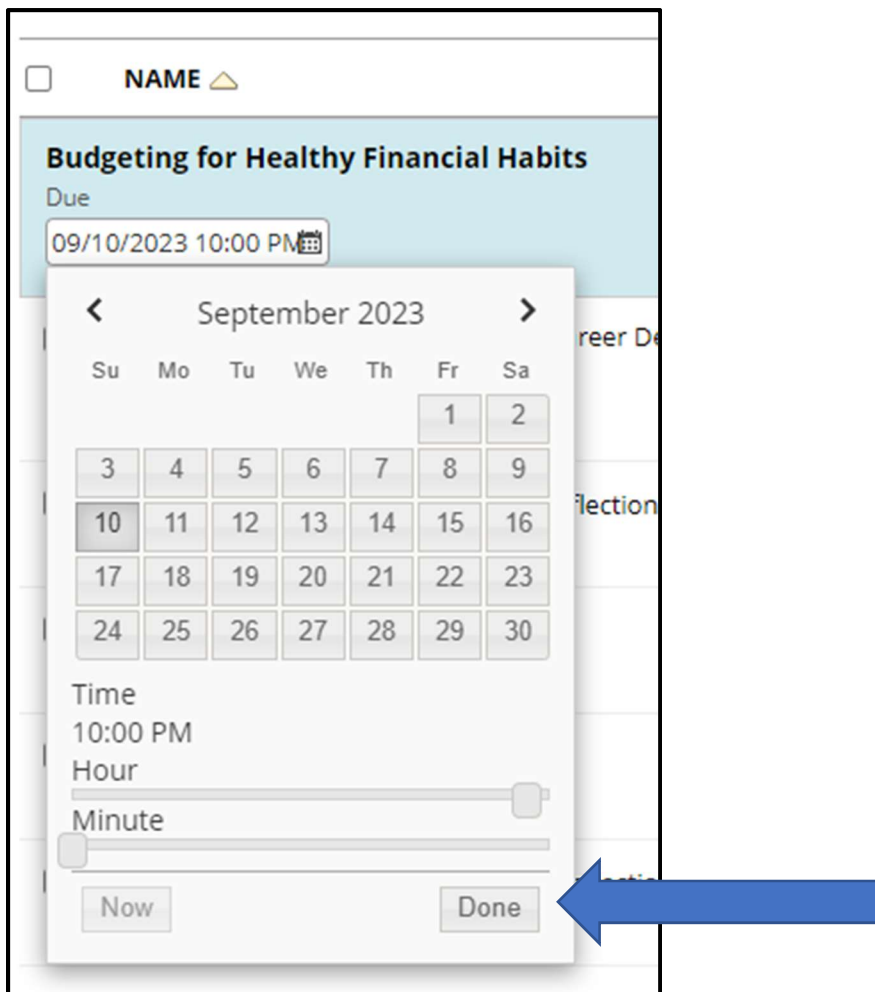 NAME
Budgeting for Healthy Financial Habits
Due
09/10/2023 10:00 PM
September 2023
Su Mo Tu We Th Fr Sa
1 2
3 4 5 6 7 8 9
10 11 12 13 14 15 16
17 18 19 20 21 22 23
24 25 26 27 28 29 30
Time
10:00 PM
Hour
Minute
Now Done